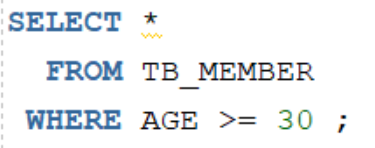 SELECT *
FROM TB_MEMBER
WHERE AGE >= 30 ;